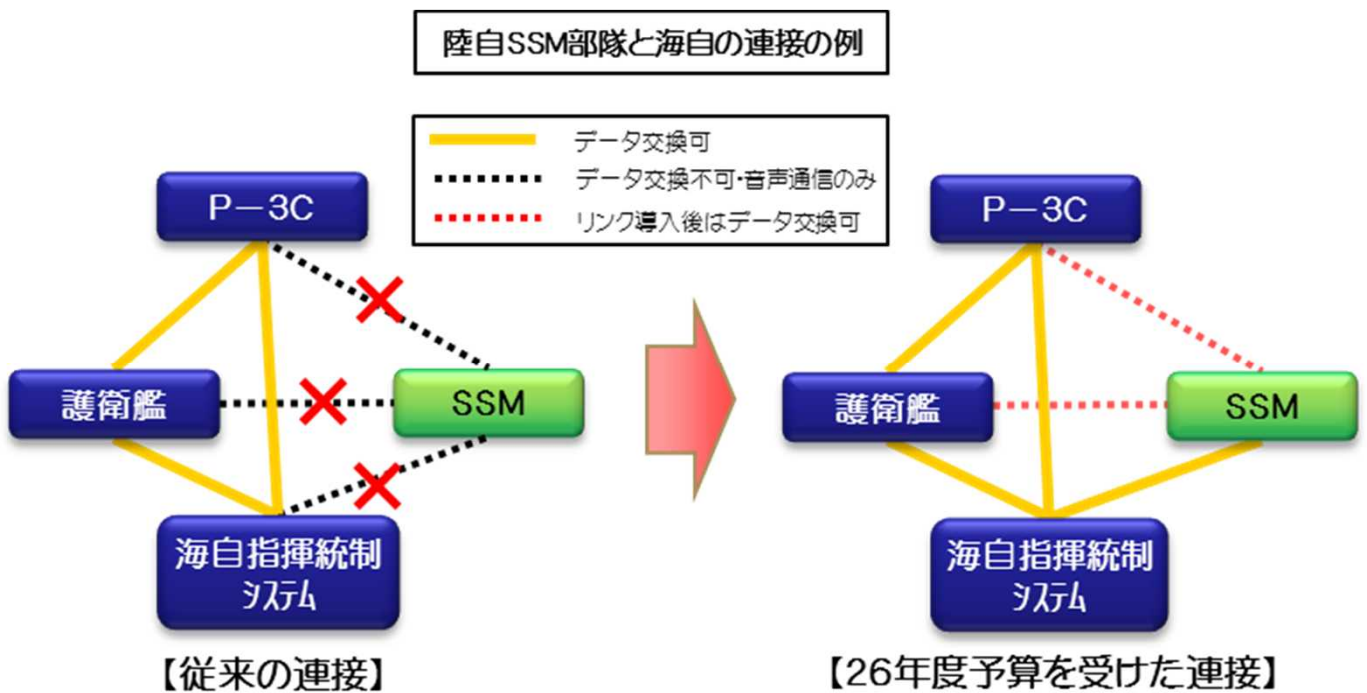 陸自SSM部隊と海自の連接の例
データ交換可
データ交換不可・音声通信のみ
リンク導入後はデータ交換可
P－3C
護衛艦
SSM
海自指揮統制
システム
【従来の連接】
P－3C
護衛艦
SSM
海自指揮統制
システム
【26年度予算を受けた連接】